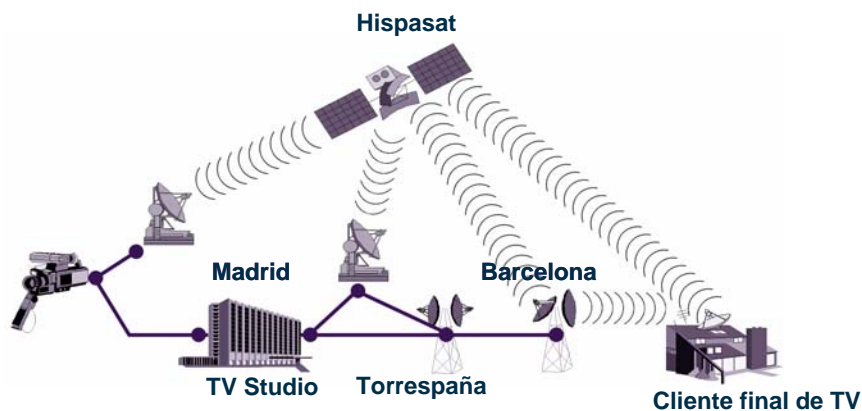 Hispasat
Madrid
Barcelona
TV Studio
Torrespaña
Cliente final de TV